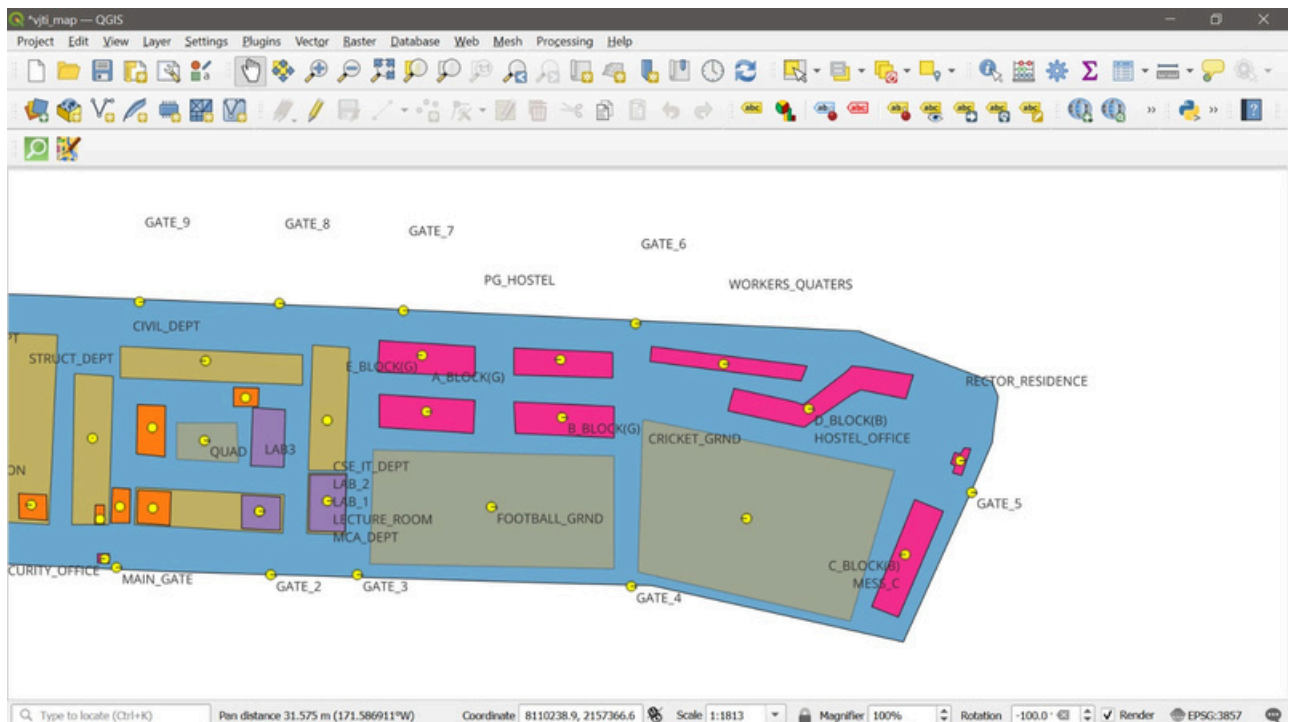 *vjti_map — QGIS
Project Edit View Layer Settings Plugins Vector Raster Database Web Mesh Processing Help
GATE_9
GATE_8
GATE_7
GATE_6
PG_HOSTEL
WORKERS_QUATERS
CIVIL_DEPT
PT
STRUCT_DEPT
E_BLOCK(G)
A_BLOCK(G)
RECTOR_RESIDENCE
D_BLOCK(B)
B_BLOCK(G)
CRICKET_GRND
HOSTEL_OFFICE
QUAD
LAB3
ON
CSE_IT_DEPT
LAB_2
LAB_1
LECTURE_ROOM
MCA_DEPT
FOOTBALL_GRND
GATE_5
C_BLOCK(B)
MESS_C
CURITY_OFFICE
MAIN_GATE
GATE_2
GATE_3
GATE_4
Type to locate (Ctrl+K) Pan distance 31.575 m (171.586911°W) Coordinate 8110238.9, 2157366.6 Scale 1:1813 Magnifier 100% Rotation -100.0 ° Render EPSG:3857